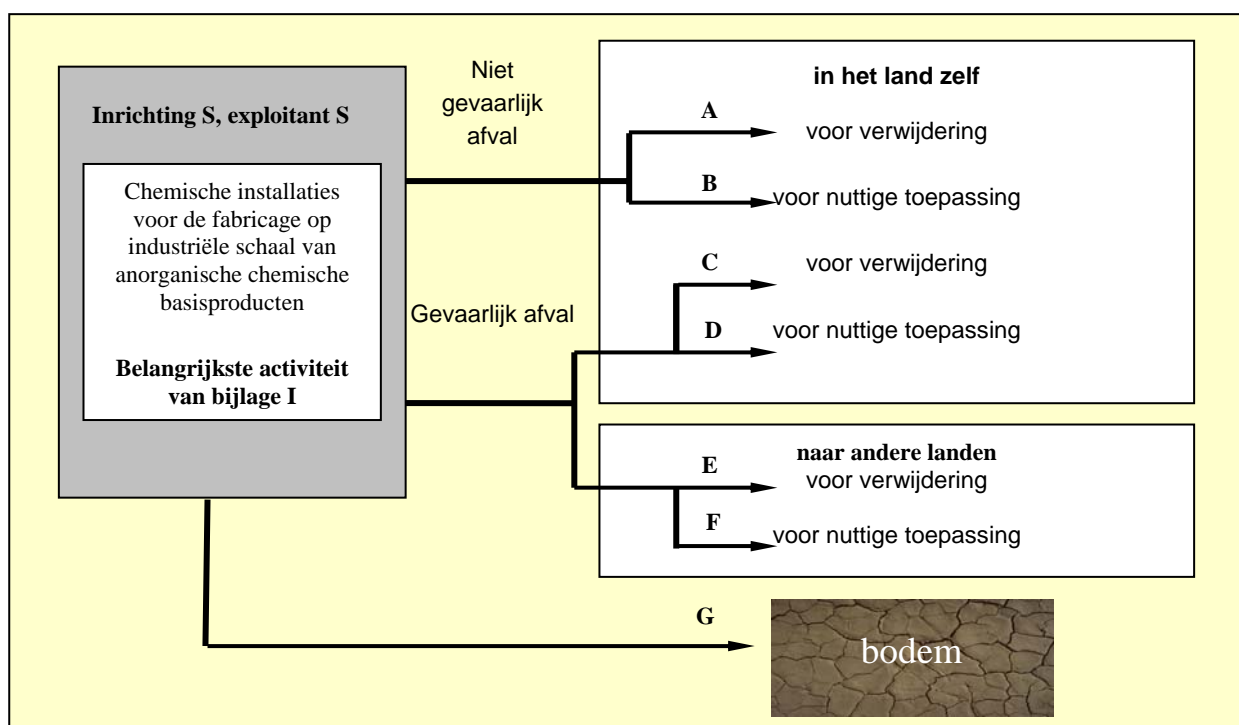 Inrichting S, exploitant S
Chemische installaties
voor de fabricage op
industriële schaal van
anorganische chemische
basisproducten
Belangrijkste activiteit
van bijlage I
Niet
gevaarlijk
afval
Gevaarlijk afval
in het land zelf
A
voor verwijdering
B
voor nuttige toepassing
C
voor verwijdering
D
voor nuttige toepassing
naar andere landen
E
voor verwijdering
F
voor nuttige toepassing
G
bodem